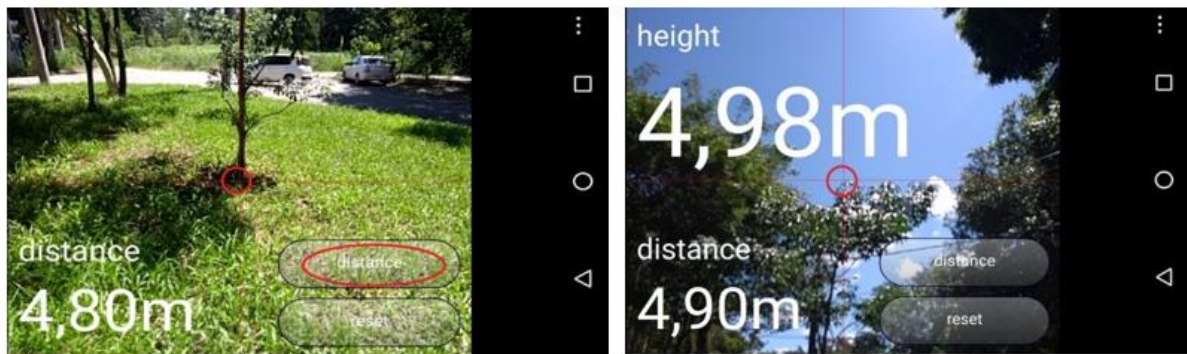 distance
distance
4,80m
reset
height
4,98m
distance
distance
4,90m
reset